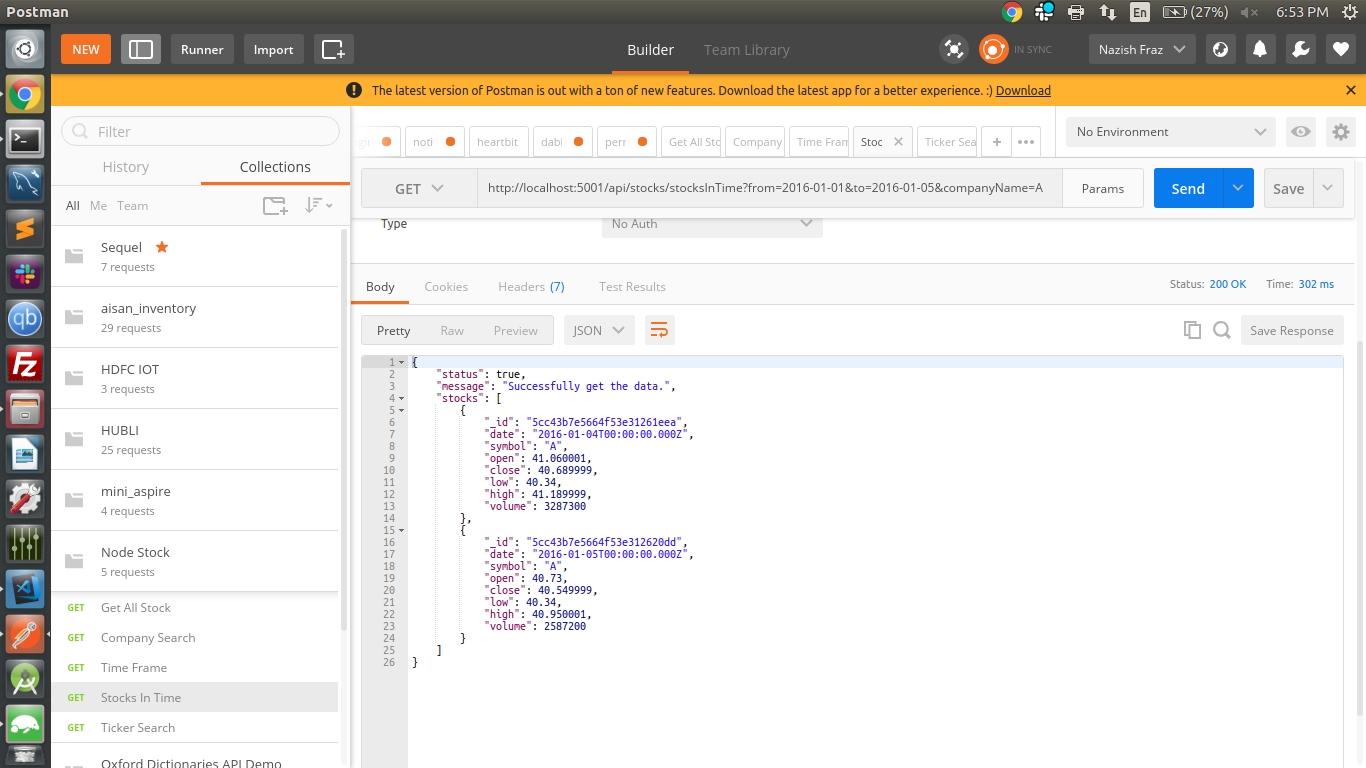 Postman
En
(27%)
6:53 PM
NEW
Runner
Import
Builder
Team Library
IN SYNC
Nazish Fraz
The latest version of Postman is out with a ton of new features. Download the latest app for a better experience. :) Download
Filter
History
Collections
All
Me
Team
Sequel
7 requests
aisan_inventory
29 requests
HDFC IOT
3 requests
HUBLI
25 requests
mini_aspire
4 requests
Node Stock
5 requests
GET Get All Stock
GET Company Search
GET Time Frame
GET Stocks In Time
GET Ticker Search
Oxford Dictionaries API Demo
noti
heartbit
dabl
perr
Get All Stc
Company
Time Fram
Stoc
Ticker Sea
No Environment
GET
http://localhost:5001/api/stocks/stocksInTime?from=2016-01-01&to=2016-01-05&companyName=A
Params
Send
Save
Type
No Auth
Body
Cookies
Headers (7)
Test Results
Status: 200 OK
Time: 302 ms
Pretty
Raw
Preview
JSON
Save Response
1 {
2 "status": true,
3 "message": "Successfully get the data.",
4 "stocks": [
5 {
6 "_id": "5cc43b7e5664f53e31261eea",
7 "date": "2016-01-04T00:00:00.000Z",
8 "symbol": "A",
9 "open": 41.060001,
10 "close": 40.689999,
11 "low": 40.34,
12 "high": 41.189999,
13 "volume": 3287300
14 },
15 {
16 "_id": "5cc43b7e5664f53e312620dd",
17 "date": "2016-01-05T00:00:00.000Z",
18 "symbol": "A",
19 "open": 40.73,
20 "close": 40.549999,
21 "low": 40.34,
22 "high": 40.950001,
23 "volume": 2587200
24 }
25 ]
26 }